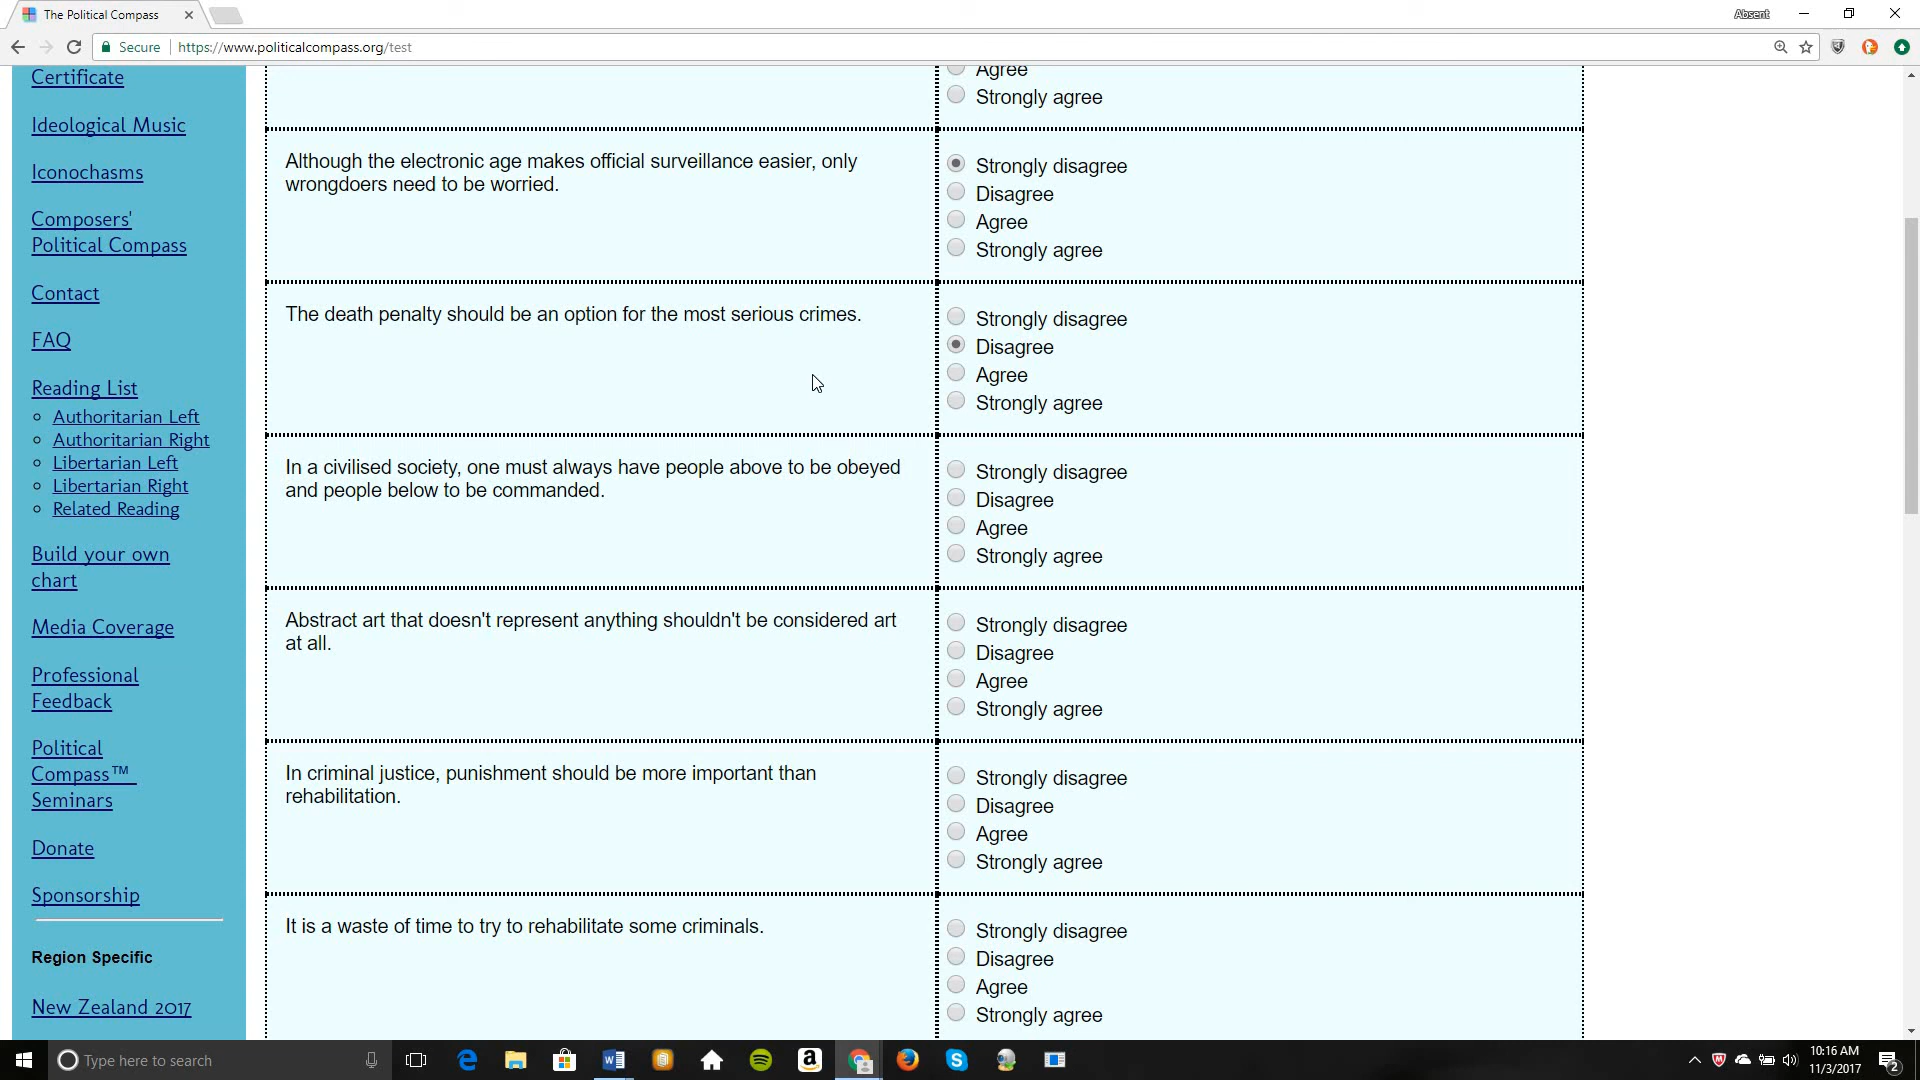 The Political Compass
Absent
Secure
https://www.politicalcompass.org/test
Certificate
Ideological Music
Iconochasms
Composers'
Political Compass
Contact
FAQ
Reading List
Authoritarian Left
Authoritarian Right
Libertarian Left
Libertarian Right
Related Reading
Build your own
chart
Media Coverage
Professional
Feedback
Political
Compass™
Seminars
Donate
Sponsorship
Region Specific
New Zealand 2017
Agree
Strongly agree
Although the electronic age makes official surveillance easier, only
wrongdoers need to be worried.
Strongly disagree
Disagree
Agree
Strongly agree
The death penalty should be an option for the most serious crimes.
Strongly disagree
Disagree
Agree
Strongly agree
In a civilised society, one must always have people above to be obeyed
and people below to be commanded.
Strongly disagree
Disagree
Agree
Strongly agree
Abstract art that doesn't represent anything shouldn't be considered art
at all.
Strongly disagree
Disagree
Agree
Strongly agree
In criminal justice, punishment should be more important than
rehabilitation.
Strongly disagree
Disagree
Agree
Strongly agree
It is a waste of time to try to rehabilitate some criminals.
Strongly disagree
Disagree
Agree
Strongly agree
Type here to search
10:16 AM
11/3/2017
2